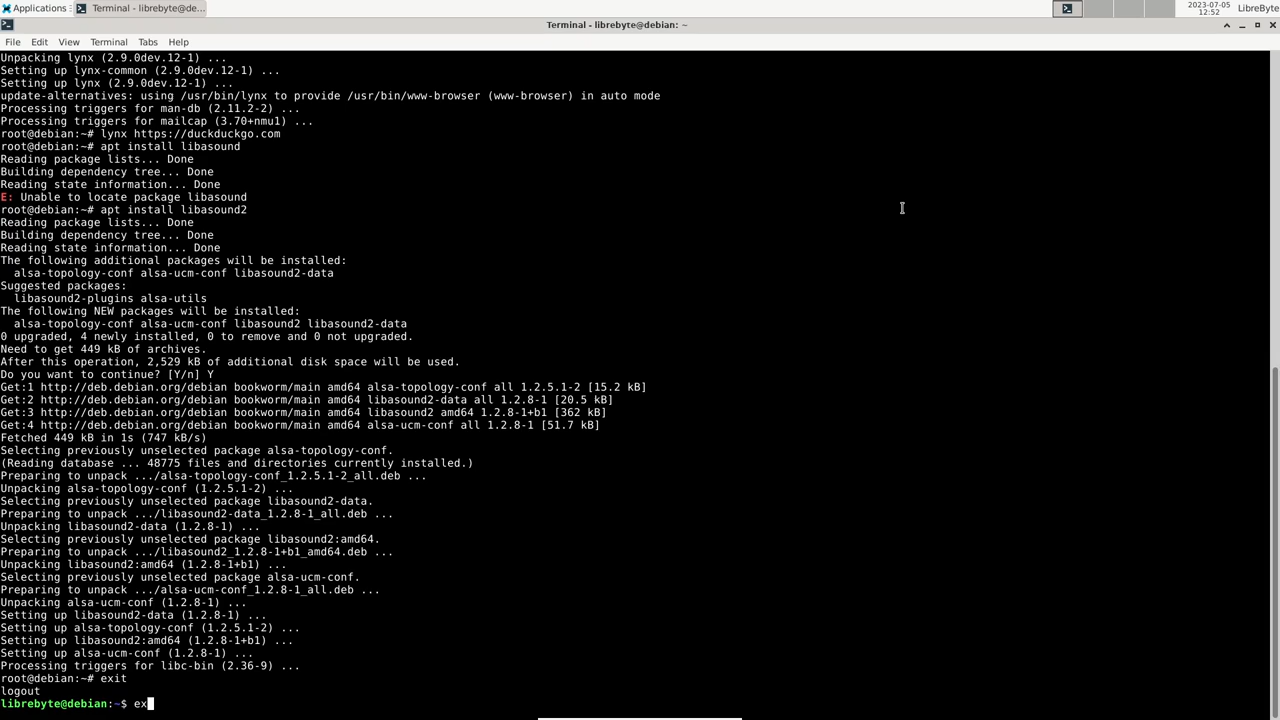 Applications
Terminal - librebyte@de...
2023-07-05
12:52
LibreByte
Terminal - librebyte@debian: ~
File Edit View Terminal Tabs Help
Unpacking lynx (2.9.0dev.12-1) ...
Setting up lynx-common (2.9.0dev.12-1) ...
Setting up lynx (2.9.0dev.12-1) ...
update-alternatives: using /usr/bin/lynx to provide /usr/bin/www-browser (www-browser) in auto mode
Processing triggers for man-db (2.11.2-2) ...
Processing triggers for mailcap (3.70+nmu1) ...
root@debian:~# lynx https://duckduckgo.com
root@debian:~# apt install libasound
Reading package lists... Done
Building dependency tree... Done
Reading state information... Done
E: Unable to locate package libasound
root@debian:~# apt install libasound2
Reading package lists... Done
Building dependency tree... Done
Reading state information... Done
The following additional packages will be installed:
  alsa-topology-conf alsa-ucm-conf libasound2-data
Suggested packages:
  libasound2-plugins alsa-utils
The following NEW packages will be installed:
  alsa-topology-conf alsa-ucm-conf libasound2 libasound2-data
0 upgraded, 4 newly installed, 0 to remove and 0 not upgraded.
Need to get 449 kB of archives.
After this operation, 2,529 kB of additional disk space will be used.
Do you want to continue? [Y/n] Y
Get:1 http://deb.debian.org/debian bookworm/main amd64 alsa-topology-conf all 1.2.5.1-2 [15.2 kB]
Get:2 http://deb.debian.org/debian bookworm/main amd64 libasound2-data all 1.2.8-1 [20.5 kB]
Get:3 http://deb.debian.org/debian bookworm/main amd64 libasound2 amd64 1.2.8-1+b1 [362 kB]
Get:4 http://deb.debian.org/debian bookworm/main amd64 alsa-ucm-conf all 1.2.8-1 [51.7 kB]
Fetched 449 kB in 1s (747 kB/s)
Selecting previously unselected package alsa-topology-conf.
(Reading database ... 48775 files and directories currently installed.)
Preparing to unpack .../alsa-topology-conf_1.2.5.1-2_all.deb ...
Unpacking alsa-topology-conf (1.2.5.1-2) ...
Selecting previously unselected package libasound2-data.
Preparing to unpack .../libasound2-data_1.2.8-1_all.deb ...
Unpacking libasound2-data (1.2.8-1) ...
Selecting previously unselected package libasound2:amd64.
Preparing to unpack .../libasound2_1.2.8-1+b1_amd64.deb ...
Unpacking libasound2:amd64 (1.2.8-1+b1) ...
Selecting previously unselected package alsa-ucm-conf.
Preparing to unpack .../alsa-ucm-conf_1.2.8-1_all.deb ...
Unpacking alsa-ucm-conf (1.2.8-1) ...
Setting up libasound2-data (1.2.8-1) ...
Setting up alsa-topology-conf (1.2.5.1-2) ...
Setting up libasound2:amd64 (1.2.8-1+b1) ...
Setting up alsa-ucm-conf (1.2.8-1) ...
Processing triggers for libc-bin (2.36-9) ...
root@debian:~# exit
logout
librebyte@debian:~$ ex